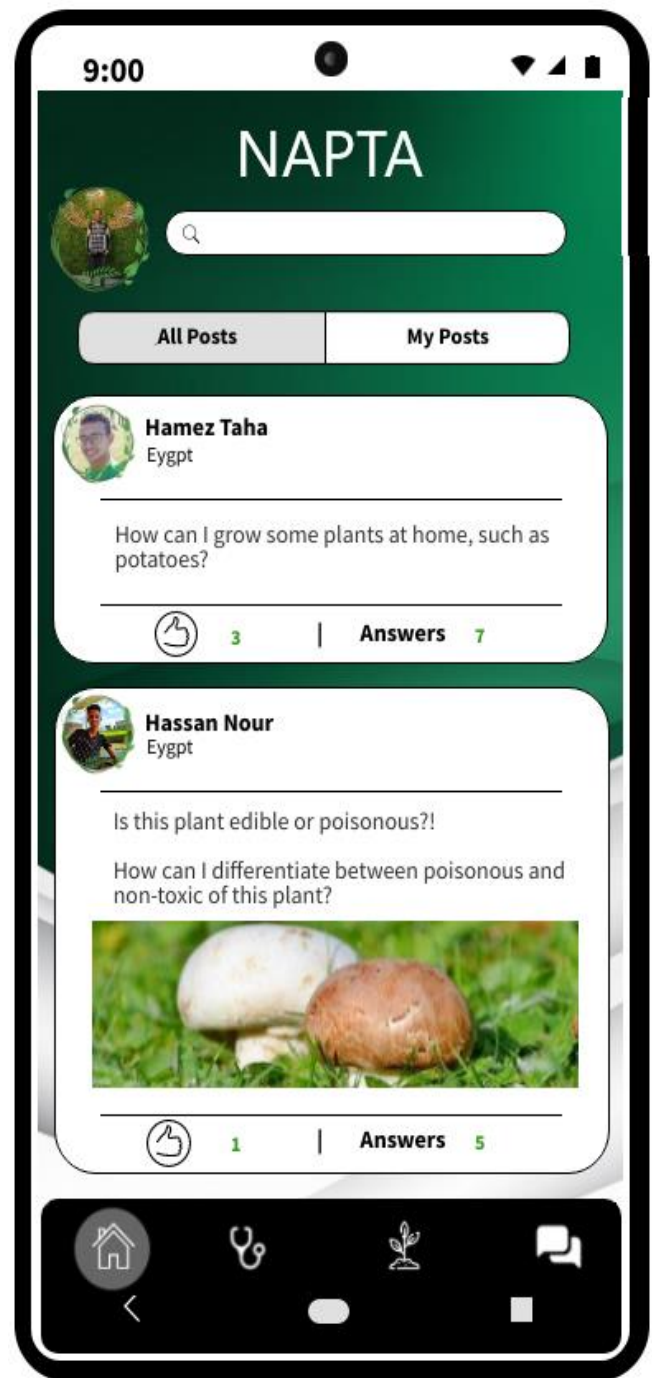 9:00
NAPTA
All Posts
My Posts
Hamez Taha
Eygpt
How can I grow some plants at home, such as
potatoes?
3 | Answers 7
Hassan Nour
Eygpt
Is this plant edible or poisonous?!
How can I differentiate between poisonous and
non-toxic of this plant?
1 | Answers 5